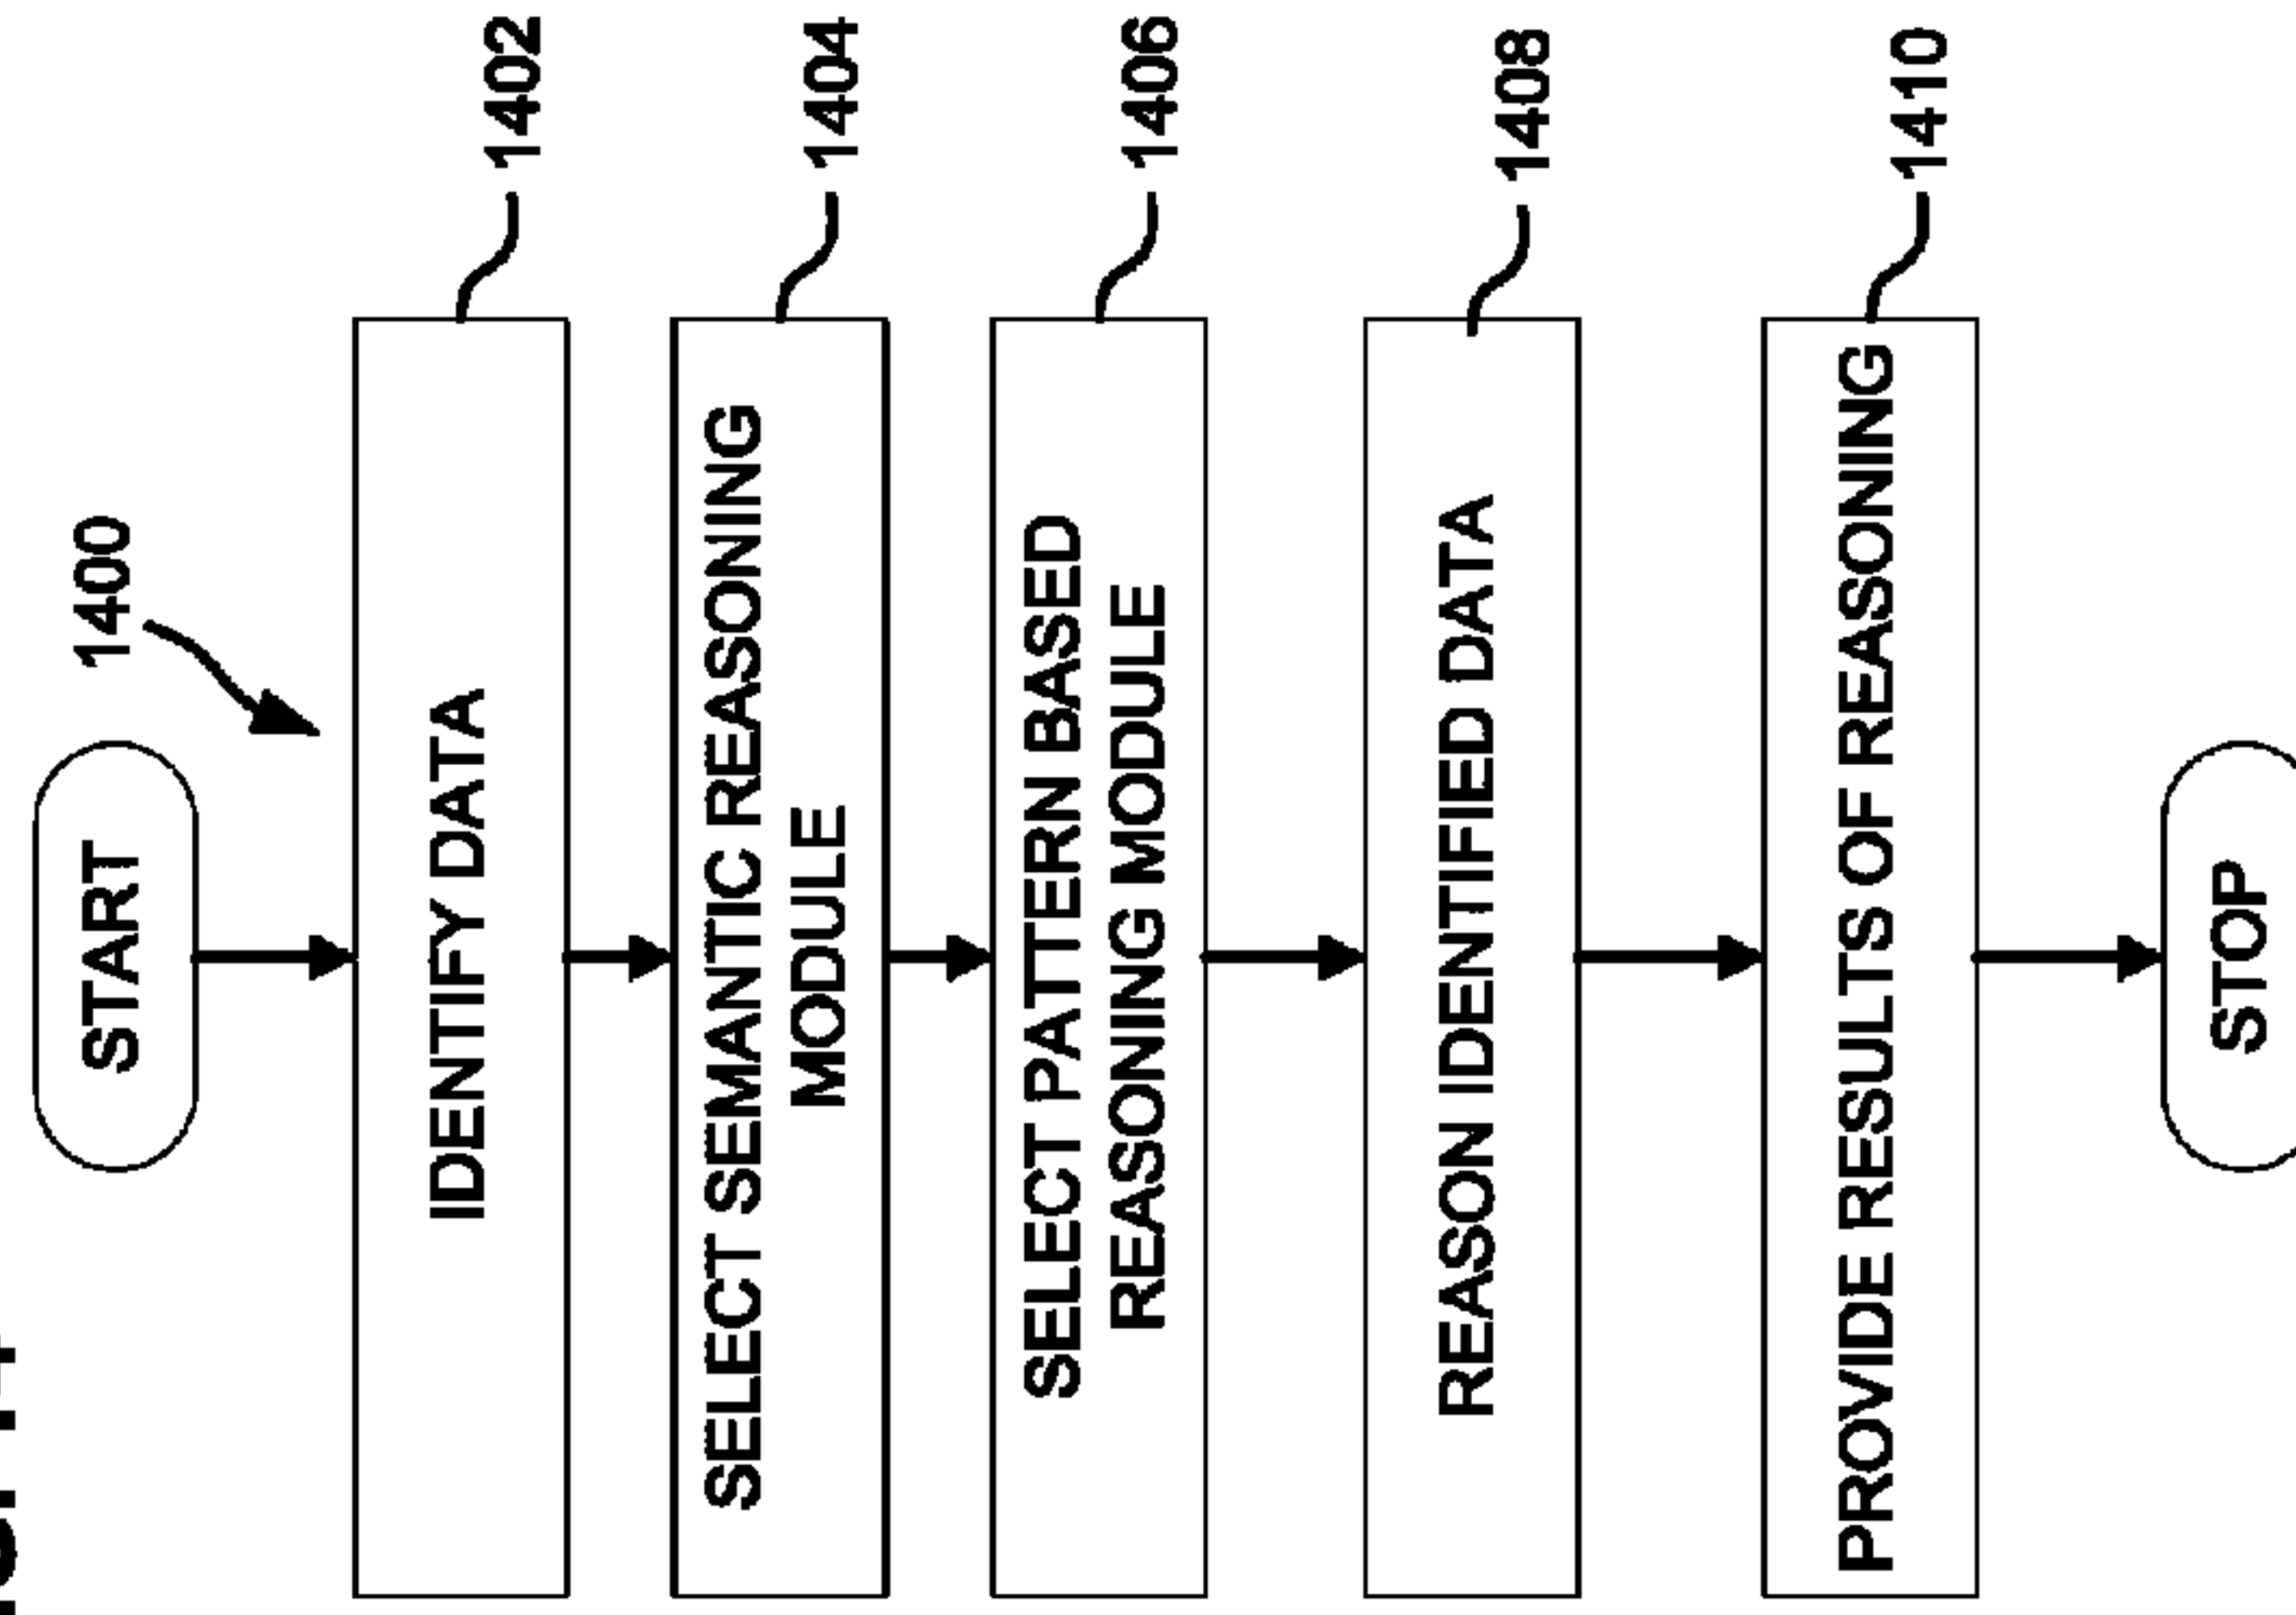 1400
START
IDENTIFY DATA
1402
SELECT SEMANTIC REASONING
MODULE
1404
SELECT PATTERN BASED
REASONING MODULE
1406
REASON IDENTIFIED DATA
1408
PROVIDE RESULTS OF REASONING
1410
STOP